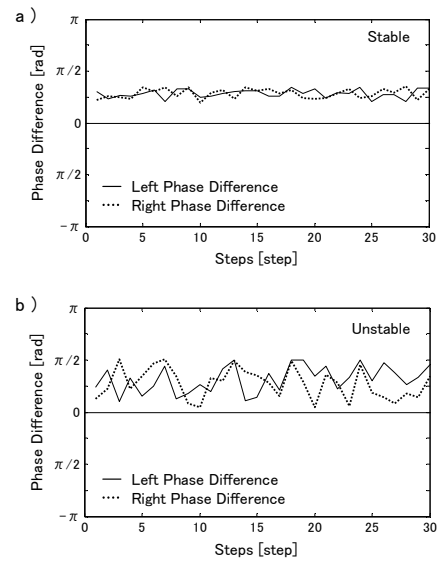 a )
Stable
Phase Difference [rad]
π
π/2
0
π/2
-π
Left Phase Difference
Right Phase Difference
0 5 10 15 20 25 30
Steps [step]
b )
Unstable
Phase Difference [rad]
π
π/2
0
π/2
-π
Left Phase Difference
Right Phase Difference
0 5 10 15 20 25 30
Steps [step]